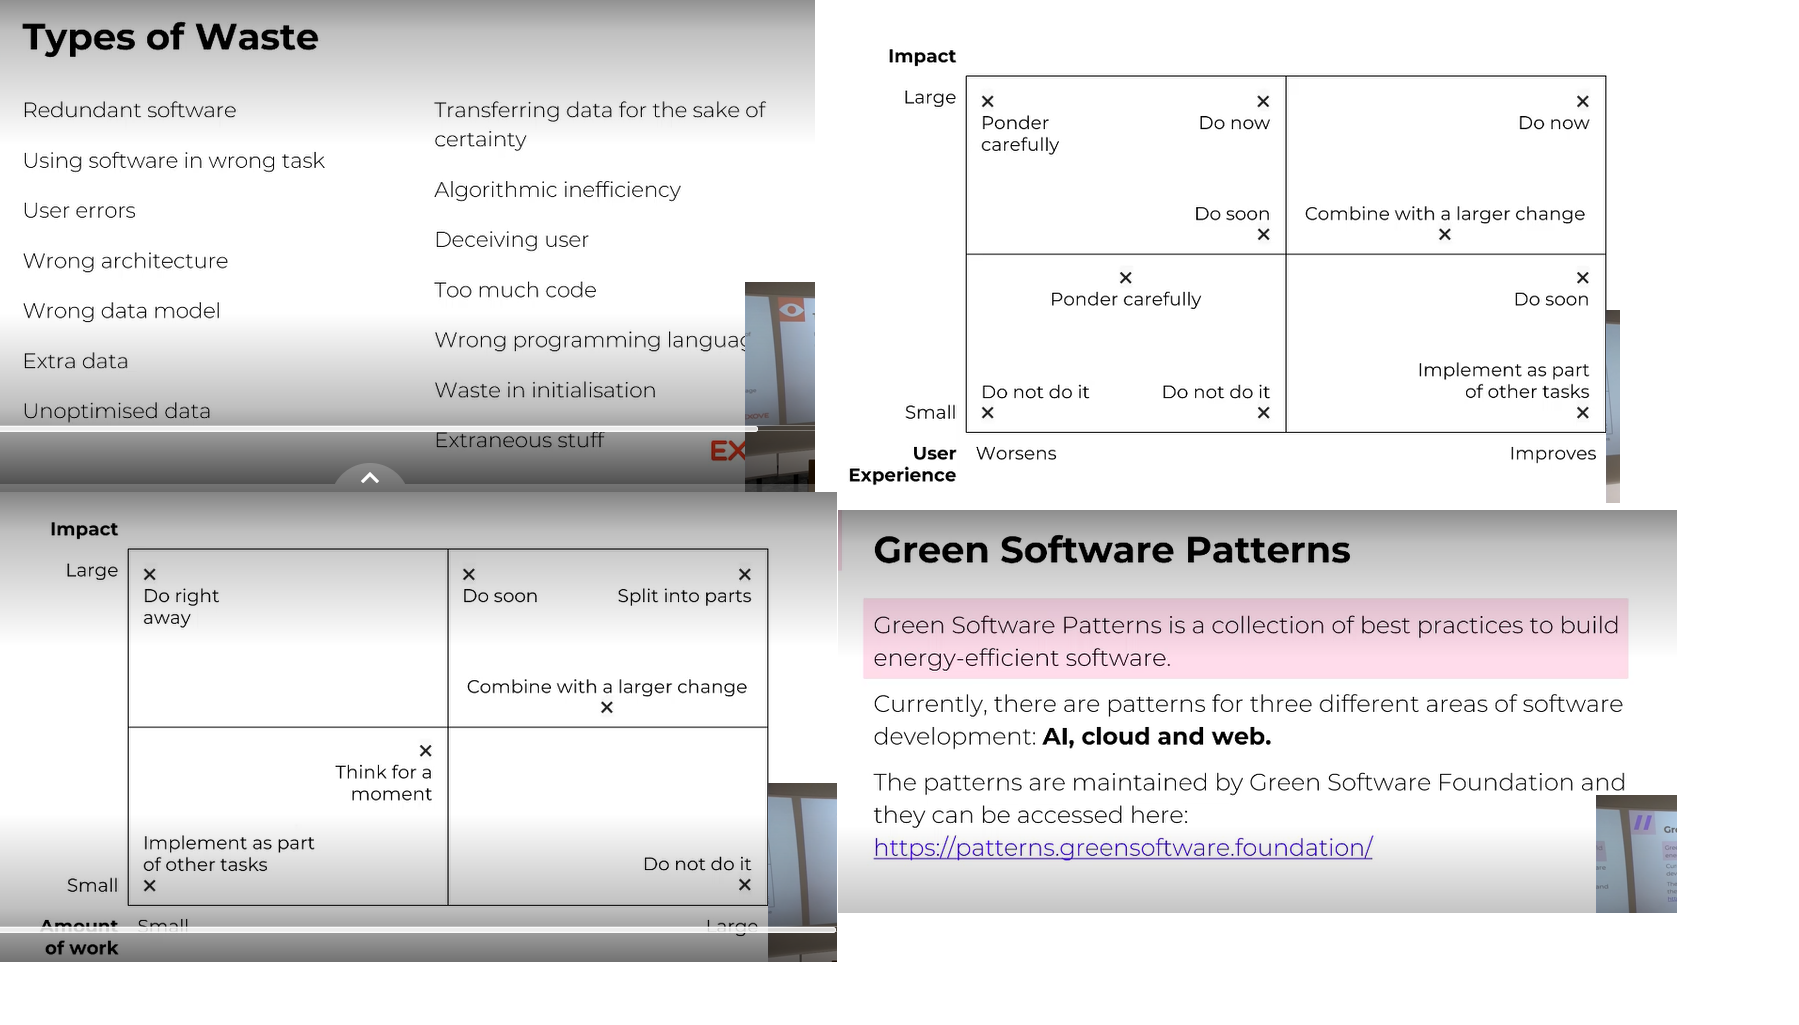 Types of Waste
Redundant software
Using software in wrong task
User errors
Wrong architecture
Wrong data model
Extra data
Unoptimised data
Transferring data for the sake of
certainty
Algorithmic inefficiency
Deceiving user
Too much code
Wrong programming languag
Waste in initialisation
Extraneous stuff
EX
Impact
Large
Ponder
carefully
Do now
Do now
Do soon
Combine with a larger change
Ponder carefully
Do soon
Implement as part
of other tasks
Do not do it
Do not do it
Small
User
Experience
Worsens
Improves
Impact
Large
Do right
away
Do soon
Split into parts
Combine with a larger change
Think for a
moment
Implement as part
of other tasks
Do not do it
Small
Amount
of work
Small
Large
Green Software Patterns
Green Software Patterns is a collection of best practices to build
energy-efficient software.
Currently, there are patterns for three different areas of software
development: AI, cloud and web.
The patterns are maintained by Green Software Foundation and
they can be accessed here:
https://patterns.greensoftware.foundation/